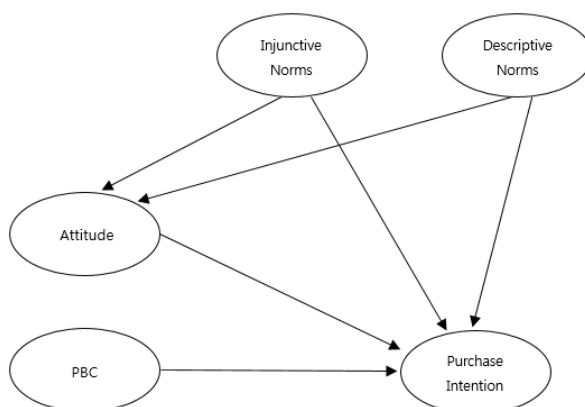 Injunctive
Norms
Descriptive
Norms
Attitude
PBC
Purchase
Intention